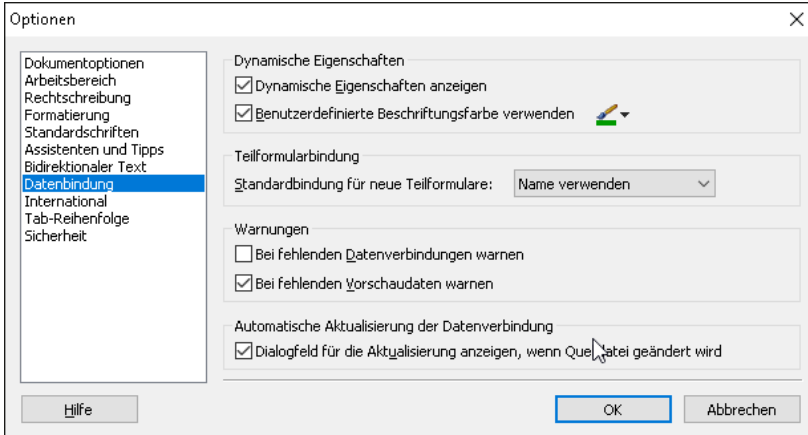 Optionen
Dokumentoptionen
Arbeitsbereich
Rechtschreibung
Formatierung
Standardschriften
Assistenten und Tipps
Bidirektionaler Text
Datenbindung
International
Tab-Reihenfolge
Sicherheit
Dynamische Eigenschaften
Dynamische Eigenschaften anzeigen
Benutzerdefinierte Beschriftungsfarbe verwenden
Teilformularbindung
Standardbindung für neue Teilformulare: Name verwenden
Warnungen
Bei fehlenden Datenverbindungen warnen
Bei fehlenden Vorschaudaten warnen
Automatische Aktualisierung der Datenverbindung
Dialogfeld für die Aktualisierung anzeigen, wenn Quelldatei geändert wird
Hilfe
OK
Abbrechen